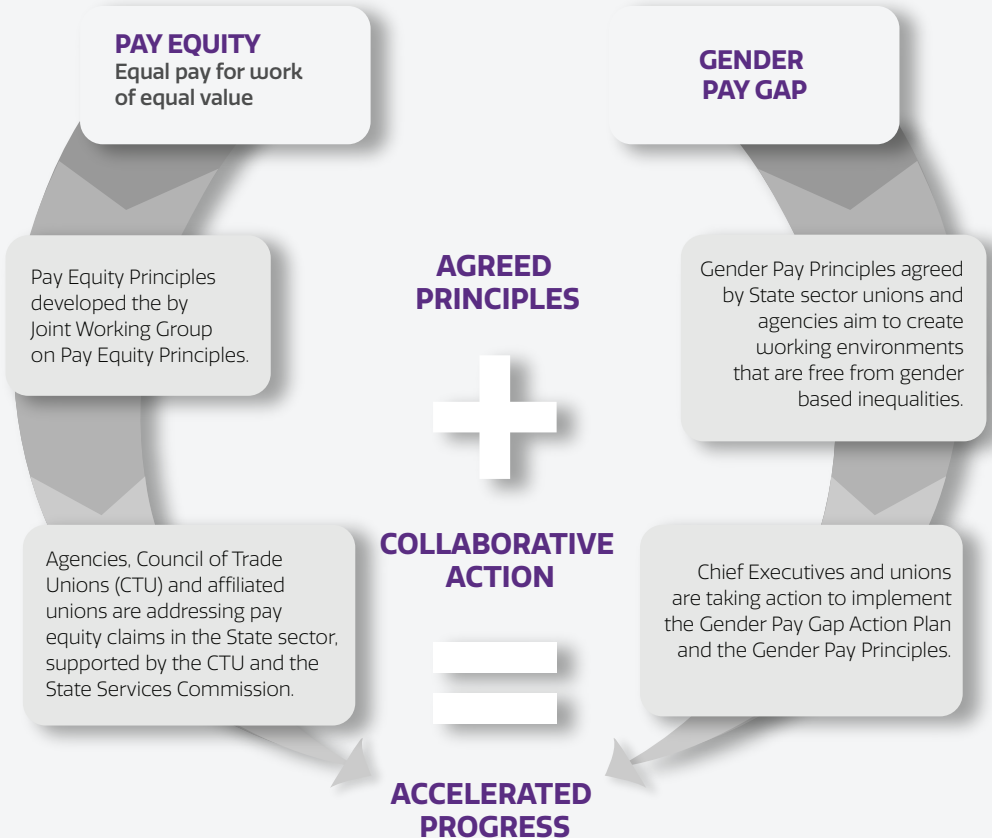 PAY EQUITY
Equal pay for work
of equal value
GENDER
PAY GAP
AGREED
PRINCIPLES
Pay Equity Principles
developed the by
Joint Working Group
on Pay Equity Principles.
Gender Pay Principles agreed
by State sector unions and
agencies aim to create
working environments
that are free from gender
based inequalities.
COLLABORATIVE
ACTION
Agencies, Council of Trade
Unions (CTU) and affiliated
unions are addressing pay
equity claims in the State sector,
supported by the CTU and the
State Services Commission.
Chief Executives and unions
are taking action to implement
the Gender Pay Gap Action Plan
and the Gender Pay Principles.
ACCELERATED
PROGRESS